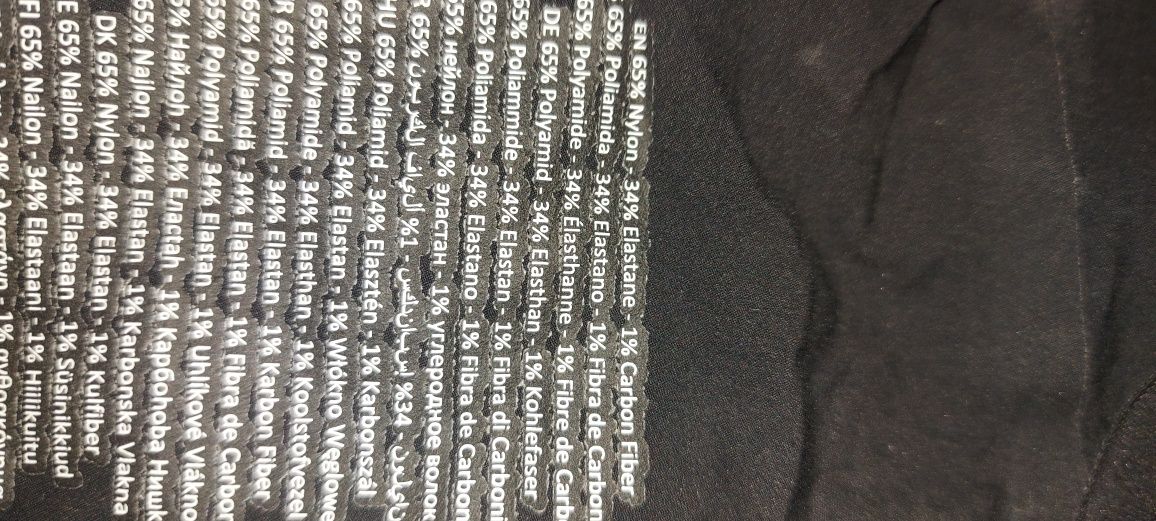 EN 65% Nylon - 34% Elastane - 1% Carbon Fiber
65% Poliamida - 34% Elastano - 1% Fibra de Carbon
65% Polyamide - 34% Élasthanne - 1% Fibre de Carb
DE 65% Polyamid - 34% Elasthan - 1% Kohlefaser
65% Poliammide - 34% Elastan - 1% Fibra di Carboni
65% Poliamida - 34% Elastano - 1% Fibra de Carbon
65% нейлон - 34% эластан - 1% углеродное волок
R 65% 1% - 34%
HU 65% Poliamid - 34% Elasztén - 1% Karbonszál
65% Poliamid - 34% Elastan - 1% Włókno Węglowe
65% Polyamide - 34% Elasthan - 1% Koolstofvezel
R 65% Poliamid - 34% Elastan - 1% Karbon Fiber
65% Poliamidă - 34% Elastan - 1% Fibra de Carbon
65% Polyamid - 34% Elastan - 1% Uhlíkové Vlákno
5% Найлон - 34% Еластан - 1% Карбонова Нишк
65% Najlon - 34% Elastan - 1% Karbonska Vlakna
DK 65% Nylon - 34% Elastan - 1% Kulfiber
E 65% Nailon - 34% Elastaan - 1% Süsinikkiud
FI 65% Nailon - 34% Elastaani - 1% Hiilikuitu